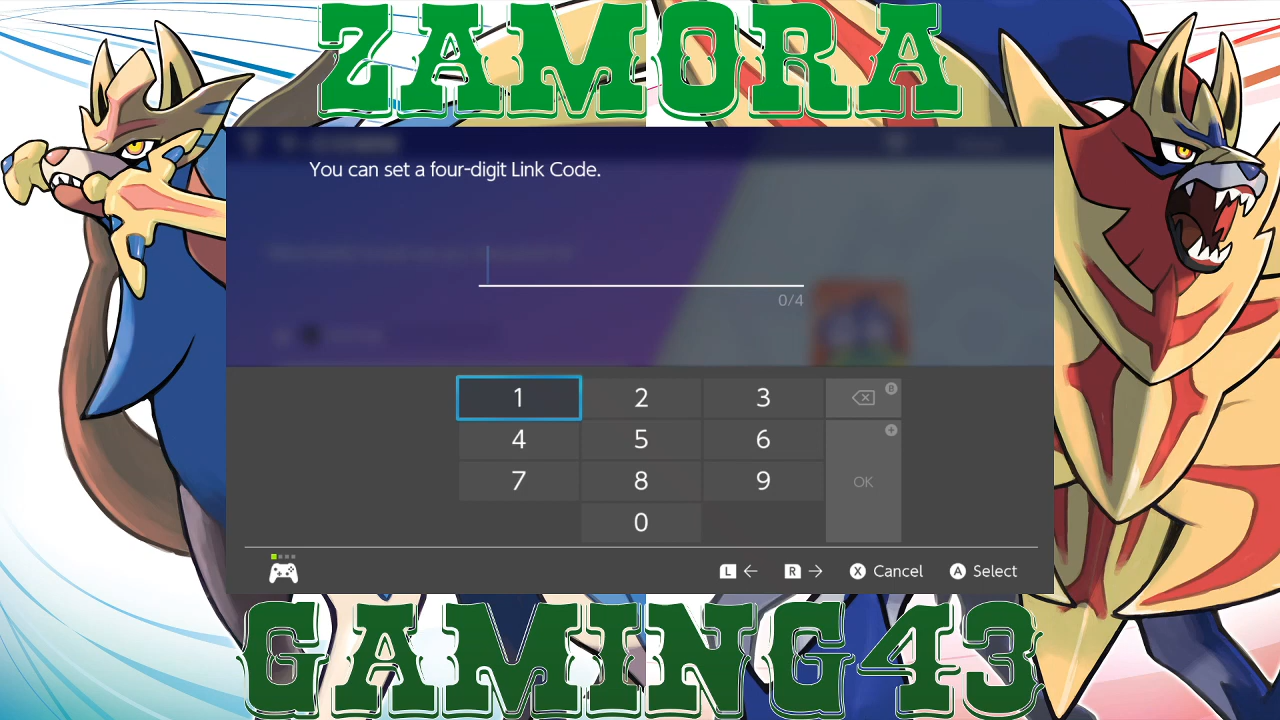 ZAMORA
You can set a four-digit Link Code.
0/4
1 2 3 B
4 5 6 +
7 8 9 OK
0
L ← R → X Cancel A Select
GAMING43